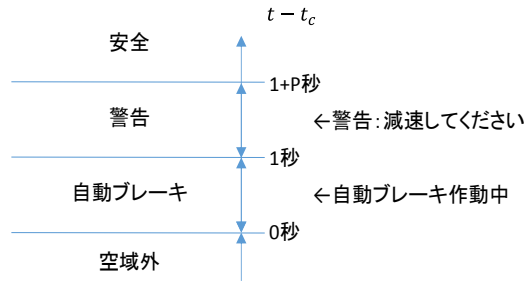 t − t_c
安全
1+P秒
警告
←警告：減速してください
1秒
自動ブレーキ
←自動ブレーキ作動中
0秒
空域外